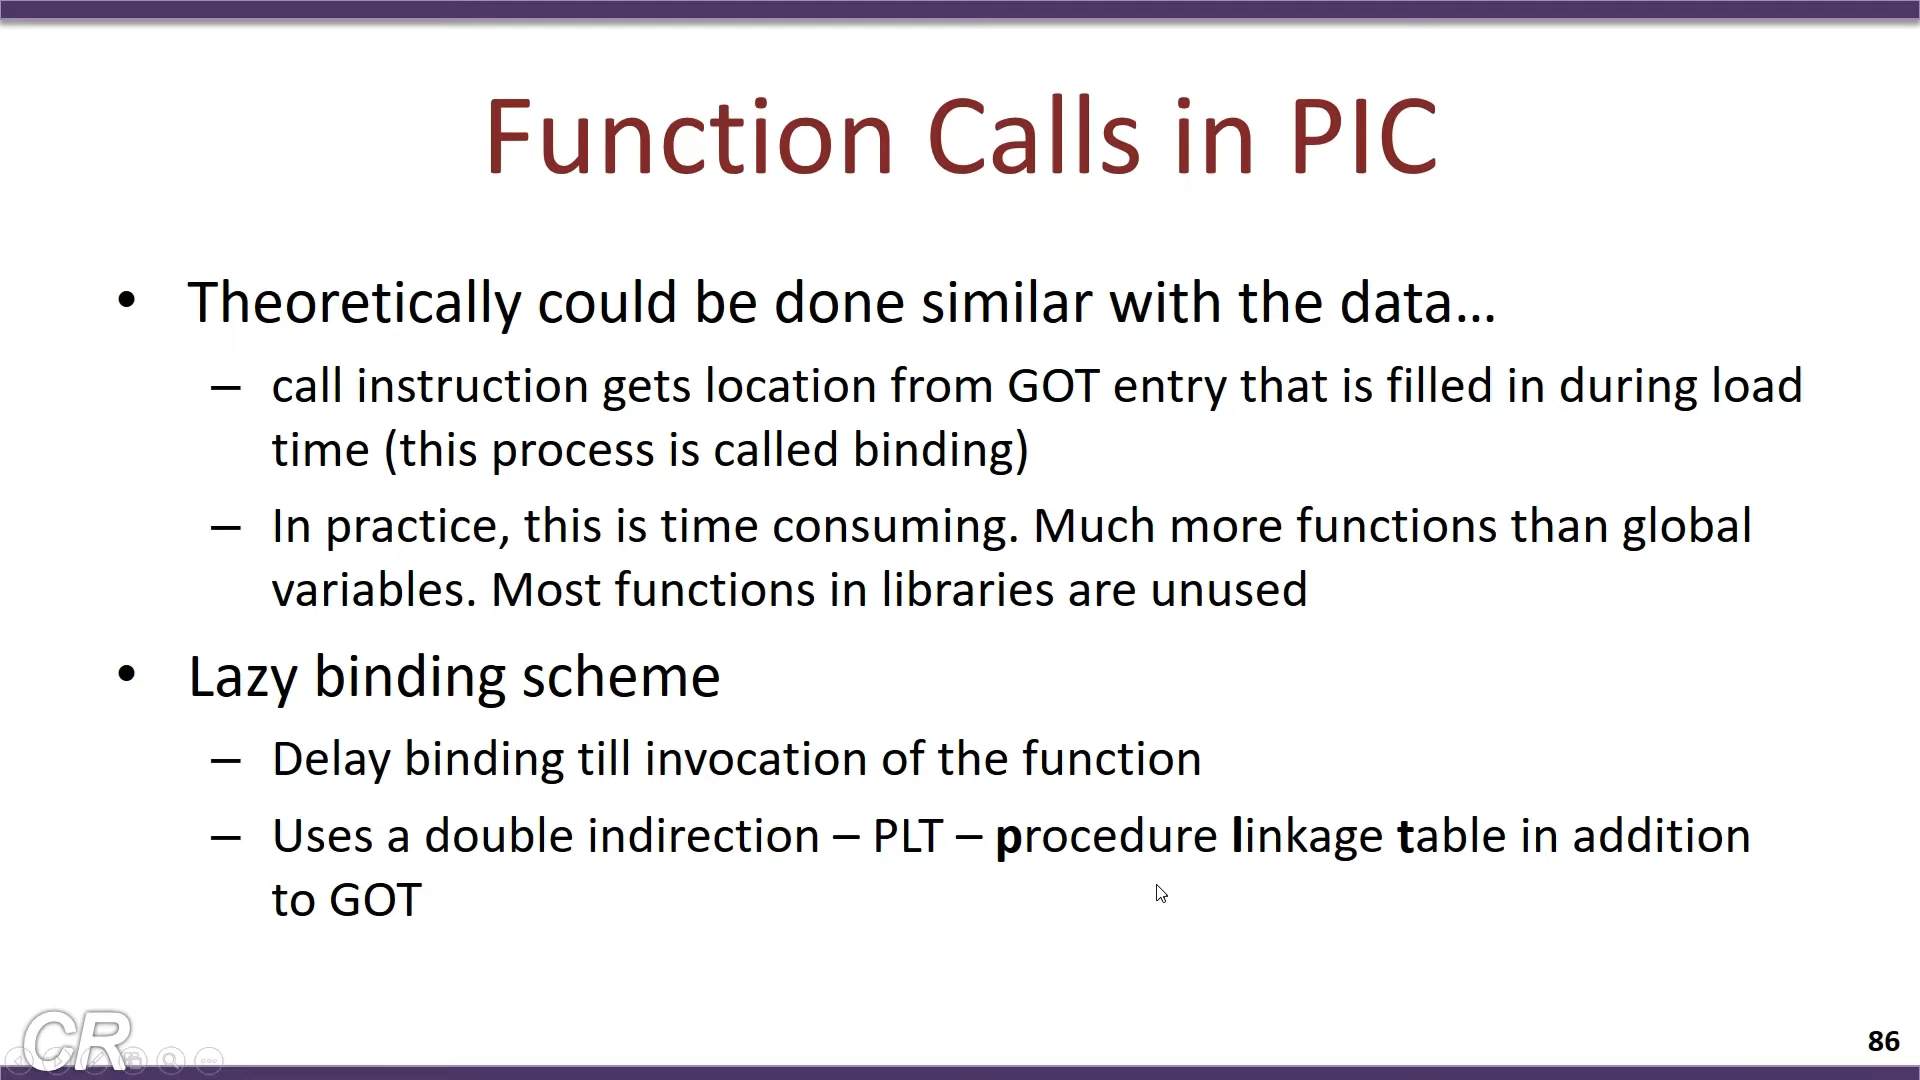 Function Calls in PIC
• Theoretically could be done similar with the data…
– call instruction gets location from GOT entry that is filled in during load
time (this process is called binding)
– In practice, this is time consuming. Much more functions than global
variables. Most functions in libraries are unused
• Lazy binding scheme
– Delay binding till invocation of the function
– Uses a double indirection – PLT – procedure linkage table in addition
to GOT
CR
86